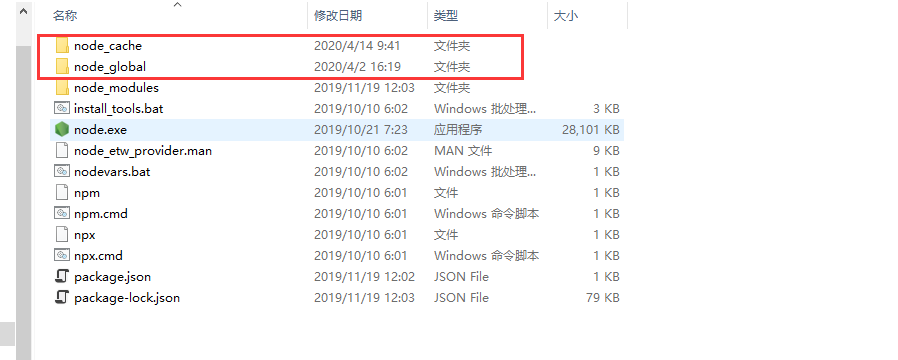 名称 修改日期 类型 大小
node_cache 2020/4/14 9:41 文件夹
node_global 2020/4/2 16:19 文件夹
node_modules 2019/11/19 12:03 文件夹
install_tools.bat 2019/10/10 6:02 Windows 批处理... 3 KB
node.exe 2019/10/21 7:23 应用程序 28,101 KB
node_etw_provider.man 2019/10/10 6:02 MAN 文件 9 KB
nodevars.bat 2019/10/10 6:02 Windows 批处理... 1 KB
npm 2019/10/10 6:01 文件 1 KB
npm.cmd 2019/10/10 6:01 Windows 命令脚本 1 KB
npx 2019/10/10 6:01 文件 1 KB
npx.cmd 2019/10/10 6:01 Windows 命令脚本 1 KB
package.json 2019/11/19 12:02 JSON File 1 KB
package-lock.json 2019/11/19 12:03 JSON File 79 KB